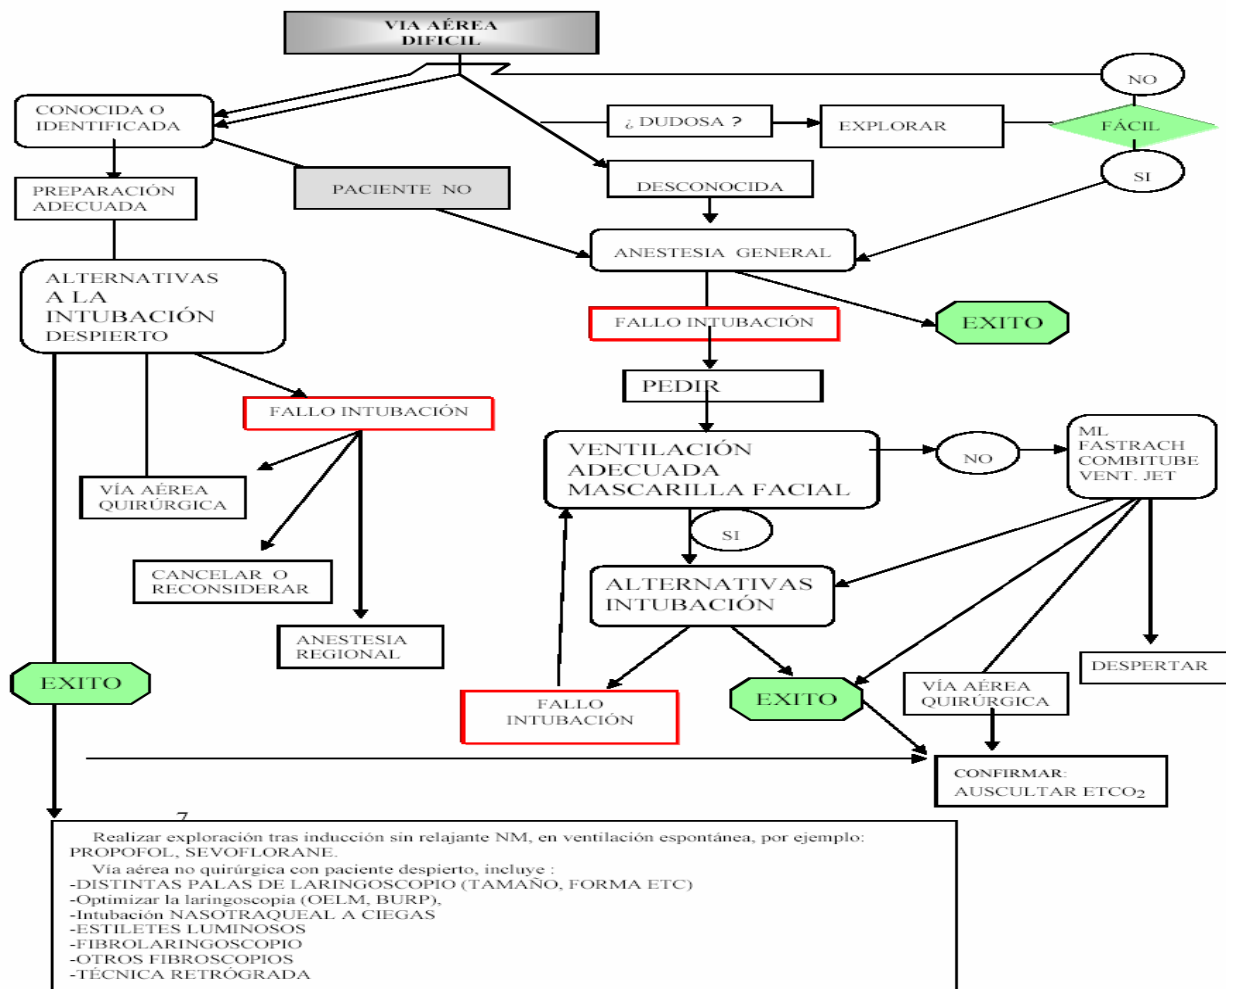 VIA AÉREA
DIFICIL
NO
CONOCIDA O
IDENTIFICADA
¿ DUDOSA ?
EXPLORAR
FÁCIL
SI
PREPARACIÓN
ADECUADA
PACIENTE NO
DESCONOCIDA
ANESTESIA GENERAL
ALTERNATIVAS
A LA
INTUBACIÓN
DESPIERTO
FALLO INTUBACIÓN
EXITO
PEDIR
FALLO INTUBACIÓN
VENTILACIÓN
ADECUADA
MASCARILLA FACIAL
NO
ML
FASTRACH
COMBITUBE
VENT. JET
VÍA AÉREA
QUIRÚRGICA
SI
CANCELAR O
RECONSIDERAR
ALTERNATIVAS
INTUBACIÓN
ANESTESIA
REGIONAL
DESPERTAR
EXITO
FALLO
INTUBACIÓN
EXITO
VÍA AÉREA
QUIRÚRGICA
CONFIRMAR:
AUSCULTAR ETCO₂
7
Realizar exploración tras inducción sin relajante NM, en ventilación espontánea, por ejemplo:
PROPOFOL, SEVOFLORANE.
Vía aérea no quirúrgica con paciente despierto, incluye :
-DISTINTAS PALAS DE LARINGOSCOPIO (TAMAÑO, FORMA ETC)
-Optimizar la laringoscopia (OELM, BURP),
-Intubación NASOTRAQUEAL A CIEGAS
-ESTILETES LUMINOSOS
-FIBROLARINGOSCOPIO
-OTROS FIBROSCOPIOS
-TÉCNICA RETRÓGRADA